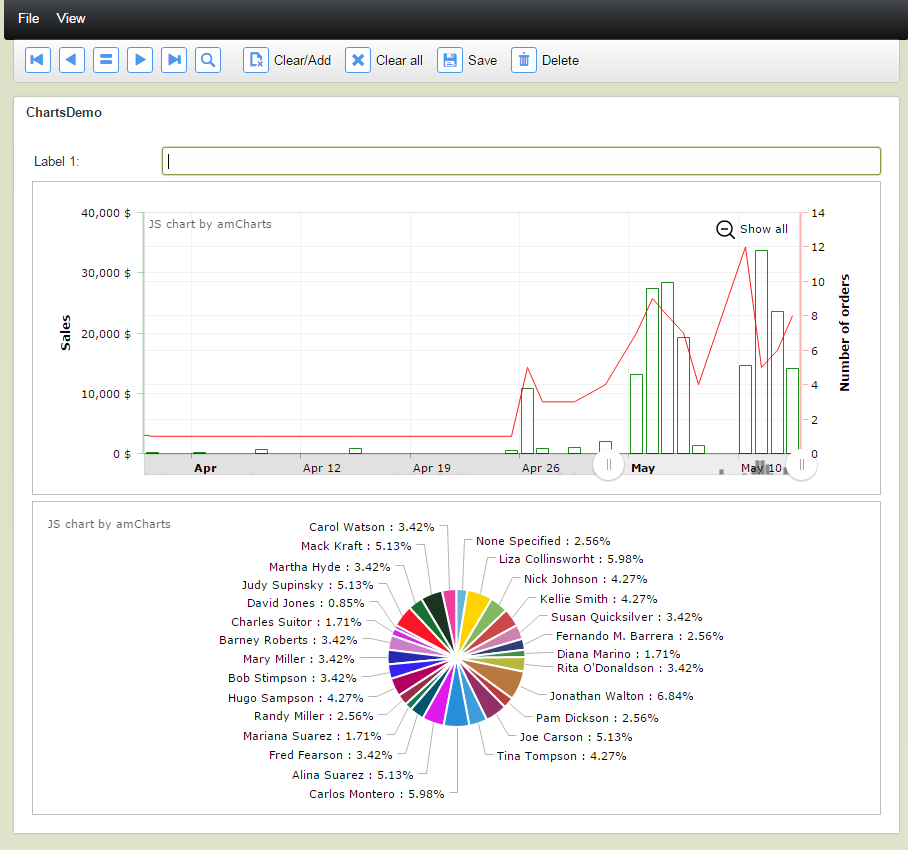 File View
Clear/Add Clear all Save Delete
ChartsDemo
Label 1:
JS chart by amCharts
Show all
40,000 $
30,000 $
20,000 $
10,000 $
0 $
Sales
14
12
10
8
6
4
2
0
Number of orders
Apr Apr 12 Apr 19 Apr 26 May May 10
JS chart by amCharts
Carol Watson : 3.42%
Mack Kraft : 5.13%
Martha Hyde : 3.42%
Judy Supinsky : 5.13%
David Jones : 0.85%
Charles Suitor : 1.71%
Barney Roberts : 3.42%
Mary Miller : 3.42%
Bob Stimpson : 3.42%
Hugo Sampson : 4.27%
Randy Miller : 2.56%
Mariana Suarez : 1.71%
Fred Fearson : 3.42%
Alina Suarez : 5.13%
Carlos Montero : 5.98%
None Specified : 2.56%
Liza Collinsworht : 5.98%
Nick Johnson : 4.27%
Kellie Smith : 4.27%
Susan Quicksilver : 3.42%
Fernando M. Barrera : 2.56%
Diana Marino : 1.71%
Rita O'Donaldson : 3.42%
Jonathan Walton : 6.84%
Pam Dickson : 2.56%
Joe Carson : 5.13%
Tina Tompson : 4.27%